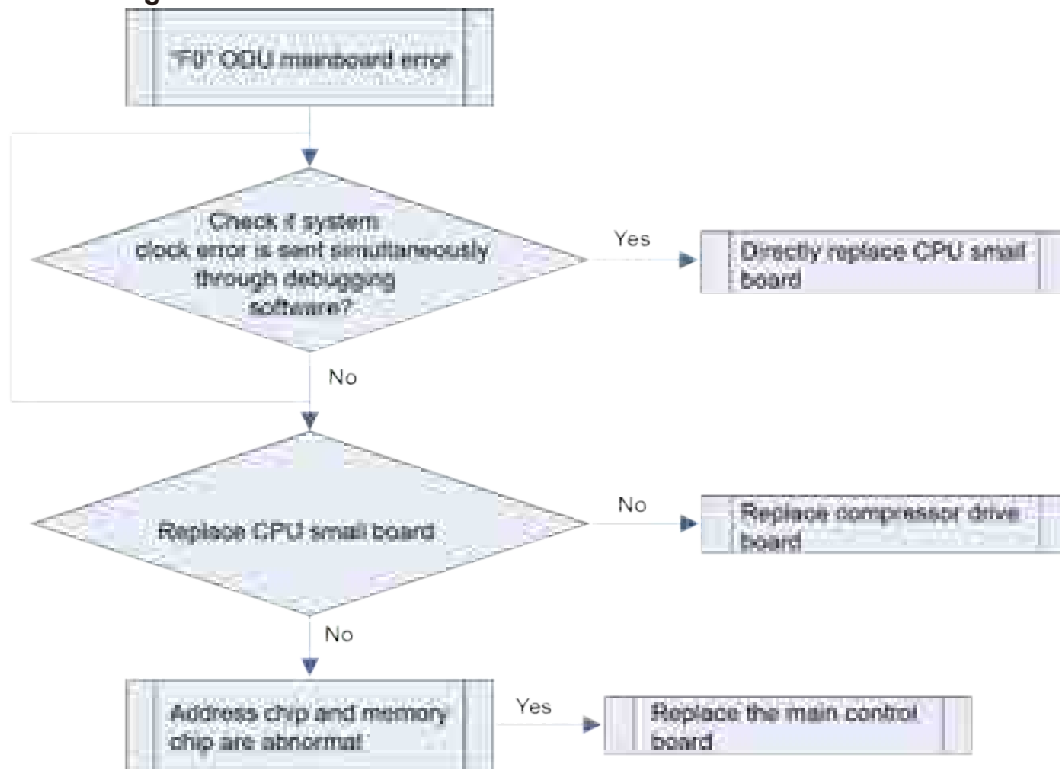 "F0" ODU mainboard error
Check if system
clock error is sent simultaneously
through debugging
software?
Yes
Directly replace CPU small
board
No
Replace CPU small board
No
Replace compressor drive
board
No
Address chip and memory
chip are abnormal
Yes
Replace the main control
board